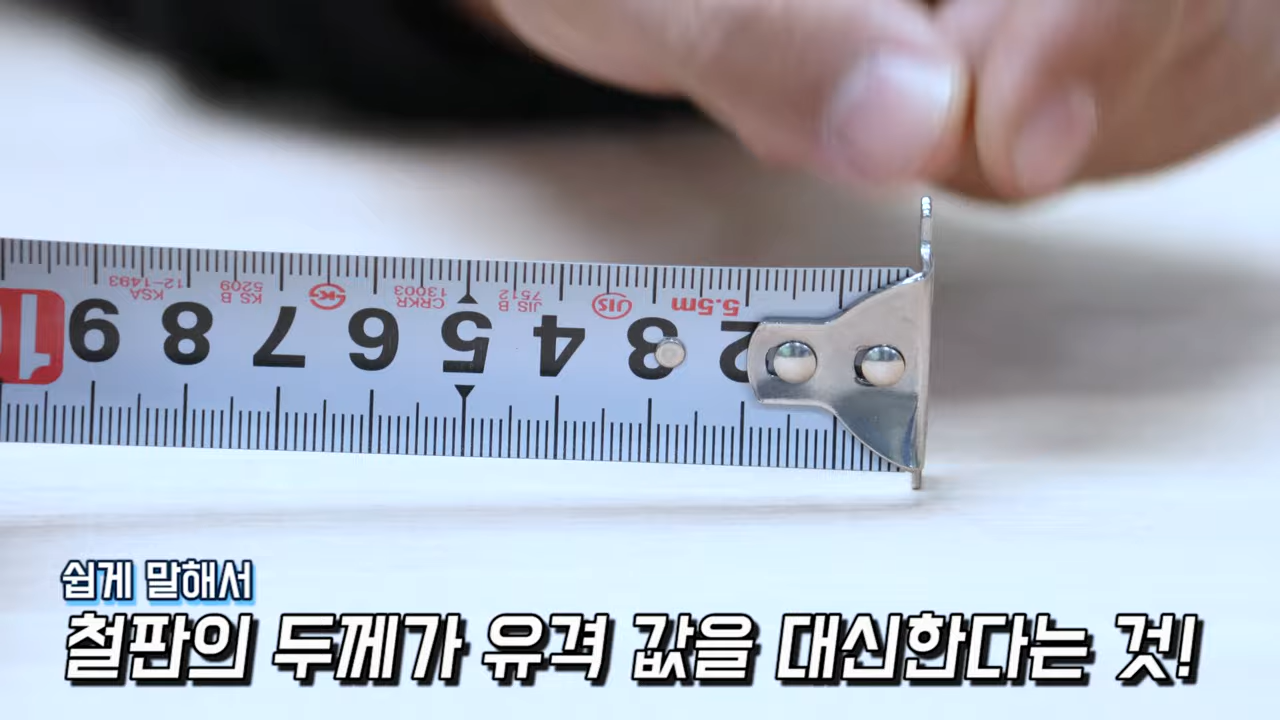 5.5m
JIS
JIS B
7512
CRKR
13003
KS B
5209
KSA
12-1493
2 3 4 5 6 7 8 9 1
쉽게 말해서
철판의 두께가 유격 값을 대신한다는 것!